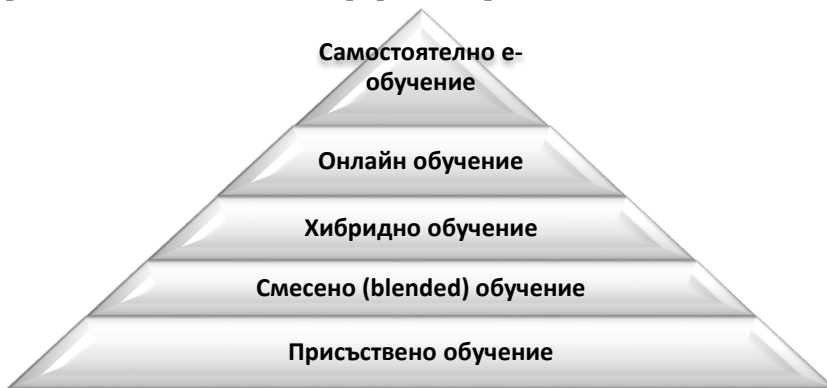 Самостоятелно е-
обучение
Онлайн обучение
Хибридно обучение
Смесено (blended) обучение
Присъствено обучение